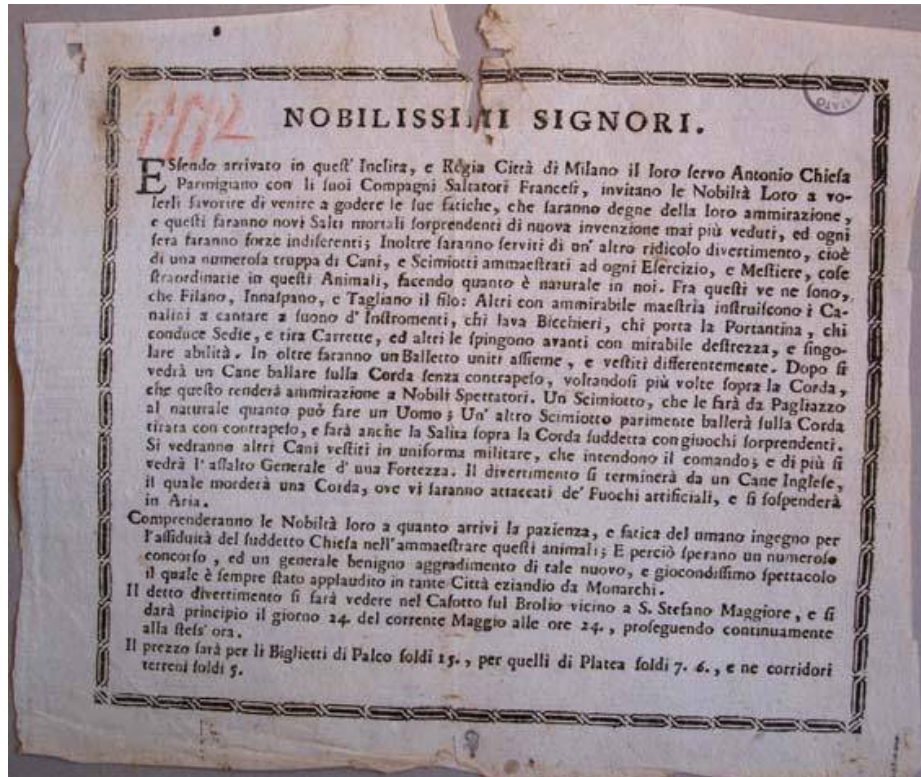 1772
NOBILISSIMI SIGNORI.
ESsendo arrivato in quest' Inclita, e Régia Città di Milano il loro servo Antonio Chiesa
Parmigiano con li suoi Compagni Saltatori Francesi, invitano le Nobiltà Loro a vo-
lerli favorire di venire a godere le sue fatiche, che saranno degne della loro ammirazione,
e questi faranno novi Salti mortali sorprendenti di nuova invenzione mai più veduti, ed ogni
sera faranno forze indiferenti; Inoltre saranno serviti di un' altro ridicolo divertimento, cioè
di una numerosa truppa di Cani, e Scimiotti ammaestrati ad ogni Esercizio, e Mestiere, cose
straordinarie in questi Animali, facendo quanto è naturale in noi. Fra questi ve ne sono,
che Filano, Innaspano, e Tagliano il filo: Altri con ammirabile maestria instruiscono i Ca-
nalini a cantare a suono d' Instromenti, chi lava Bicchieri, chi porta la Portantina, chi
conduce Sedie, e tira Carrette, ed altri le spingono avanti con mirabile destrezza, e singo-
lare abilità. In oltre faranno un Balletto uniti assieme, e vestiti differentemente. Dopo si
vedrà un Cane ballare sulla Corda senza contrapeso, voltandosi più volte sopra la Corda,
che questo renderà ammirazione a Nobili Spettatori. Un Scimiotto, che le farà da Pagliazzo
al naturale quanto può fare un Uomo; Un' altro Scimiotto parimente ballerà sulla Corda
tirata con contrapeso, e farà anche la Salita sopra la Corda suddetta con giuochi sorprendenti.
Si vedranno altri Cani vestiti in uniforma militare, che intendono il comando; e di più si
vedrà l' assalto Generale d' una Fortezza. Il divertimento si terminerà da un Cane Inglese,
il quale morderà una Corda, ove vi saranno attaccati de' Fuochi artificiali, e si sospenderà
in Aria.
Comprenderanno le Nobiltà loro a quanto arrivi la pazienza, e fatica del umano ingegno per
l'assiduità del suddetto Chiesa nell'ammaestrare questi animali; E perciò sperano un numeroso
concorso, ed un generale benigno aggradimento di tale nuovo, e giocondissimo spettacolo
il quale è sempre stato applaudito in tante Città eziandio da Monarchi.
Il detto divertimento si farà vedere nel Casotto sul Brolio vicino a S. Stefano Maggiore, e si
darà principio il giorno 24. del corrente Maggio alle ore 24., proseguendo continuamente
alla stess' ora.
Il prezzo sarà per li Biglietti di Palco soldi 15., per quelli di Platea soldi 7. 6., e ne corridori
terreni soldi 5.